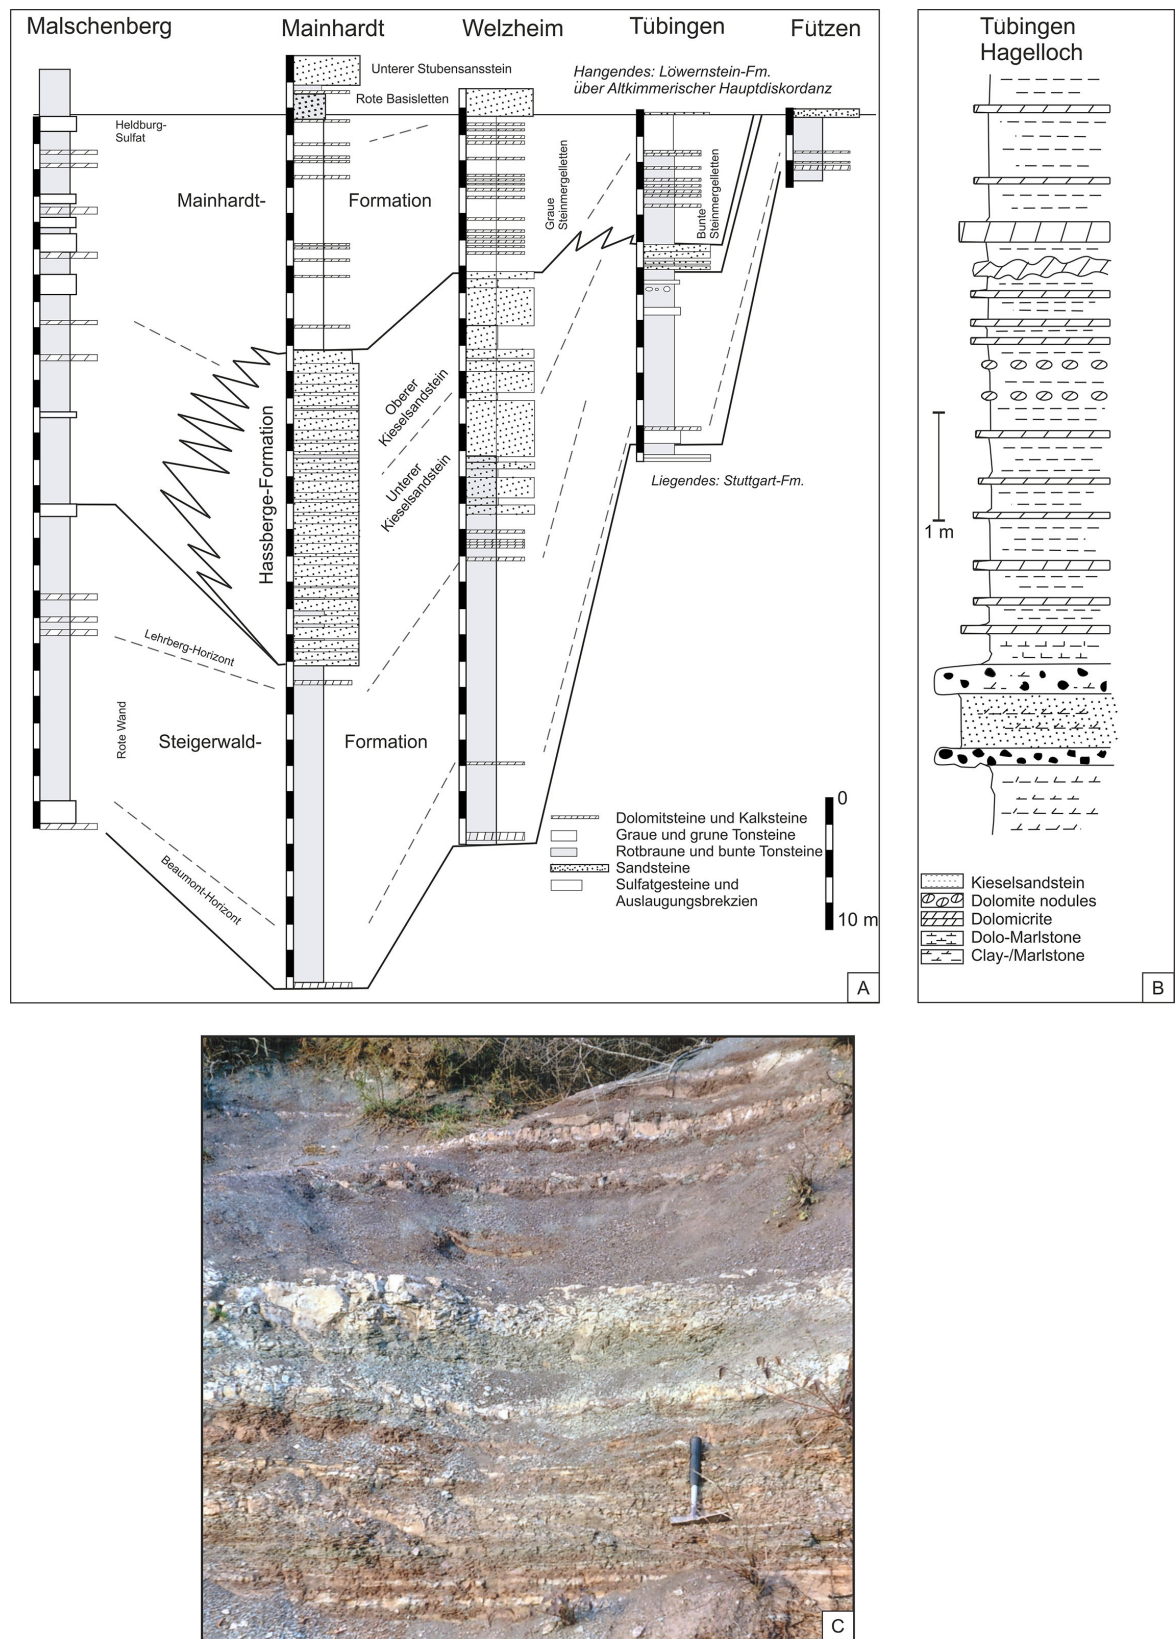 Malschenberg
Mainhardt
Welzheim
Tübingen
Fützen
Unterer Stubensansstein
Rote Basisletten
Hangendes: Löwernstein-Fm.
über Altkimmerischer Hauptdiskordanz
Heldburg-
Sulfat
Mainhardt-
Formation
Graue
Steinmergelletten
Bunte
Steinmergelletten
Hassberge-Formation
Oberer
Kieselsandstein
Unterer
Kieselsandstein
Liegendes: Stuttgart-Fm.
Lehrberg-Horizont
Rote Wand
Steigerwald-
Formation
Beaumont-Horizont
Dolomitsteine und Kalksteine
Graue und grune Tonsteine
Rotbraune und bunte Tonsteine
Sandsteine
Sulfatgesteine und
Auslaugungsbrekzien
0
10 m
A
Tübingen
Hagelloch
1 m
Kieselsandstein
Dolomite nodules
Dolomicrite
Dolo-Marlstone
Clay-/Marlstone
B
C